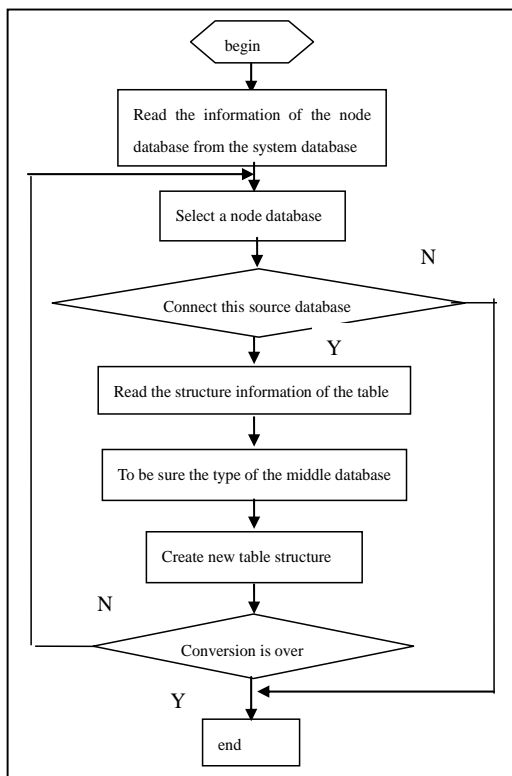 begin
Read the information of the node
database from the system database
Select a node database
N
Connect this source database
Y
Read the structure information of the table
To be sure the type of the middle database
Create new table structure
N
Conversion is over
Y
end